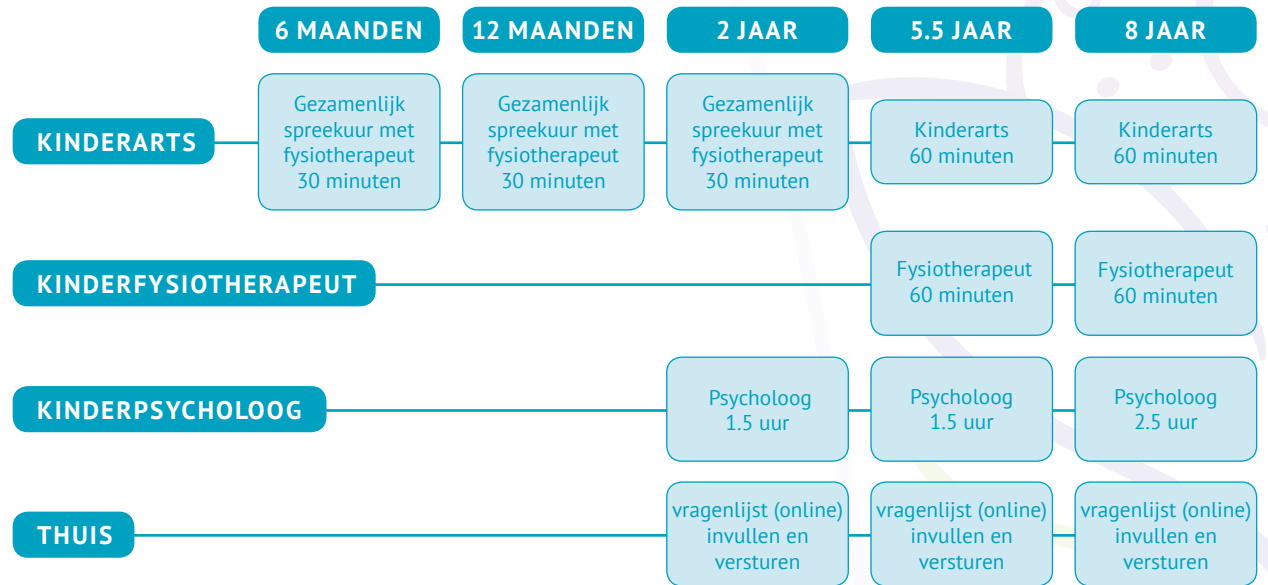 6 MAANDEN
12 MAANDEN
2 JAAR
5.5 JAAR
8 JAAR
KINDERARTS
Gezamenlijk
spreekuur met
fysiotherapeut
30 minuten
Gezamenlijk
spreekuur met
fysiotherapeut
30 minuten
Gezamenlijk
spreekuur met
fysiotherapeut
30 minuten
Kinderarts
60 minuten
Kinderarts
60 minuten
KINDERFYSIOTHERAPEUT
Fysiotherapeut
60 minuten
Fysiotherapeut
60 minuten
KINDERPSYCHOLOOG
Psycholoog
1.5 uur
Psycholoog
1.5 uur
Psycholoog
2.5 uur
THUIS
vragenlijst (online)
invullen en
versturen
vragenlijst (online)
invullen en
versturen
vragenlijst (online)
invullen en
versturen